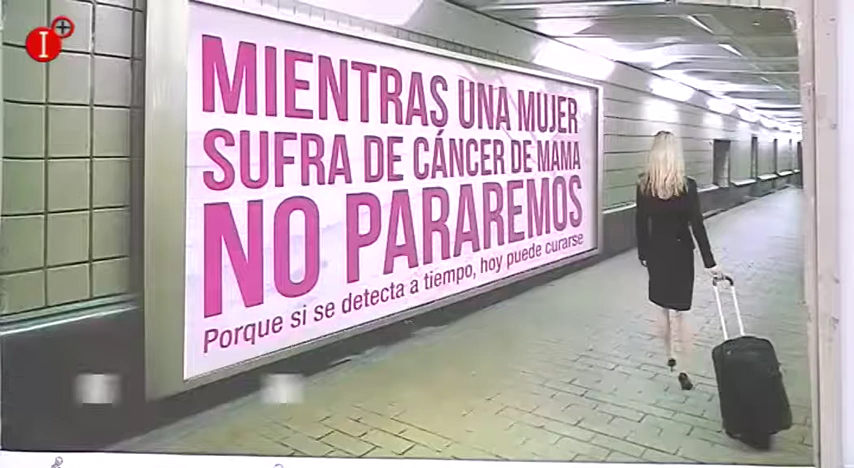 I+
MIENTRAS UNA MUJER
SUFRA DE CÁNCER DE MAMA
NO PARAREMOS
Porque si se detecta a tiempo, hoy puede curarse